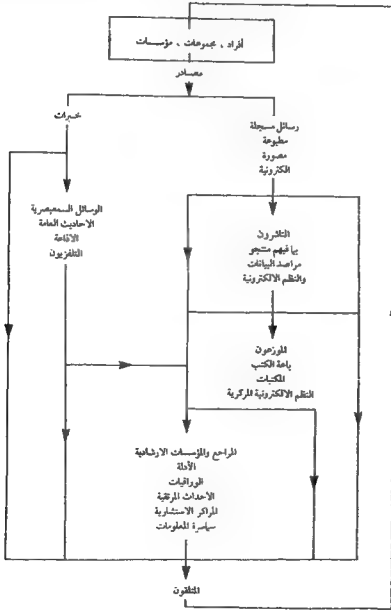 أفراد ، مجموعات ، مؤسسات
مصادر
خبرات
رسائل مسجلة
مطبوعة
مصورة
الكترونية
الوسائل السمعبصرية
الاحاديث العامة
الاذاعة
التلفزيون
الناشرون
بما فيهم منتجو
مراصد البيانات
والنظم الالكترونية
الموزعون
باعة الكتب
المكتبات
النظم الالكترونية المركزية
المراجع والمؤسسات الارشادية
الأدلة
الوراقيات
الاحداث المرتقبة
المراكز الاستشارية
سماسرة المعلومات
المتلقون